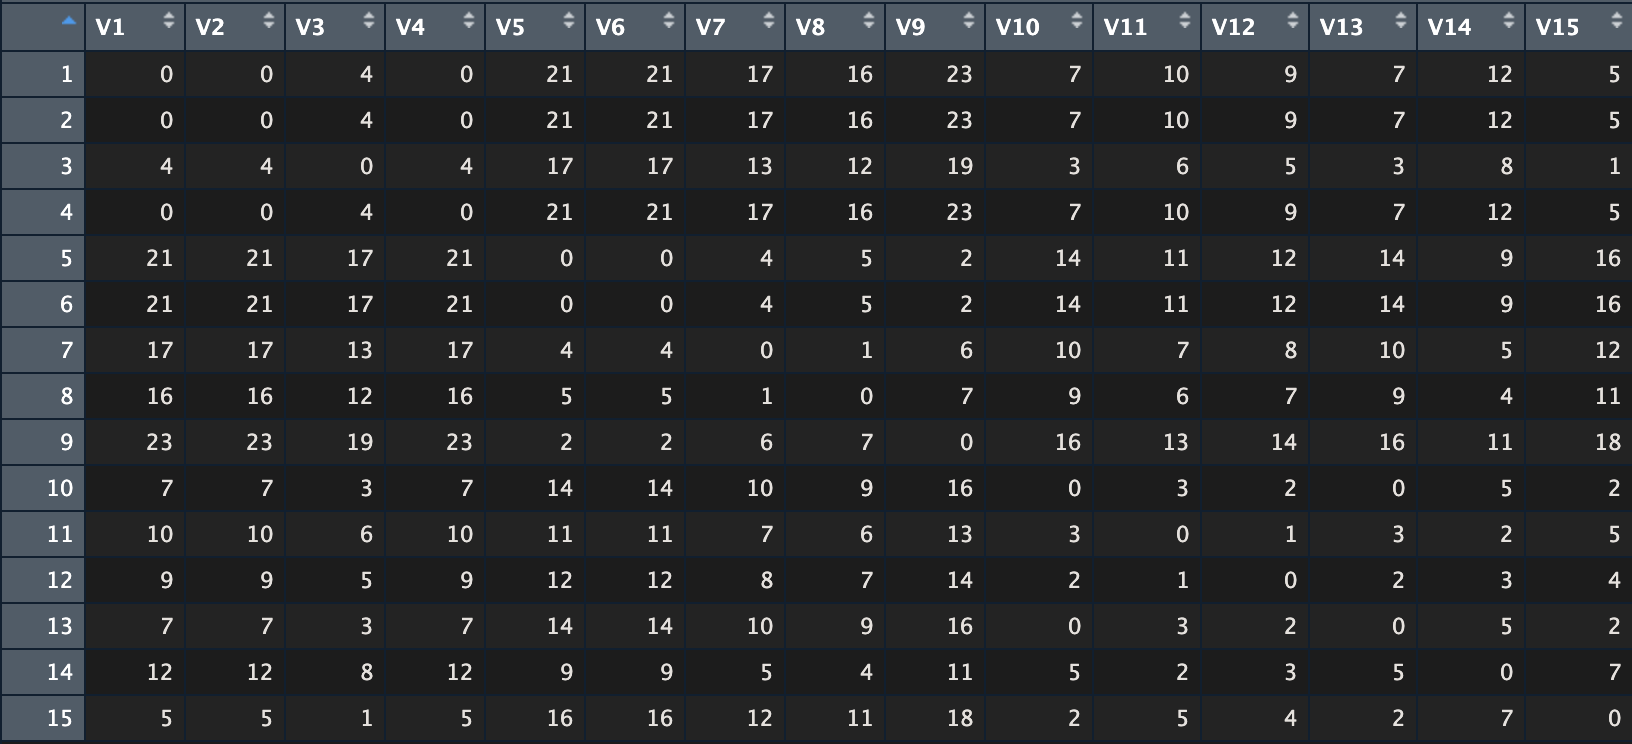 V1 V2 V3 V4 V5 V6 V7 V8 V9 V10 V11 V12 V13 V14 V15
1 0 0 4 0 21 21 17 16 23 7 10 9 7 12 5
2 0 0 4 0 21 21 17 16 23 7 10 9 7 12 5
3 4 4 0 4 17 17 13 12 19 3 6 5 3 8 1
4 0 0 4 0 21 21 17 16 23 7 10 9 7 12 5
5 21 21 17 21 0 0 4 5 2 14 11 12 14 9 16
6 21 21 17 21 0 0 4 5 2 14 11 12 14 9 16
7 17 17 13 17 4 4 0 1 6 10 7 8 10 5 12
8 16 16 12 16 5 5 1 0 7 9 6 7 9 4 11
9 23 23 19 23 2 2 6 7 0 16 13 14 16 11 18
10 7 7 3 7 14 14 10 9 16 0 3 2 0 5 2
11 10 10 6 10 11 11 7 6 13 3 0 1 3 2 5
12 9 9 5 9 12 12 8 7 14 2 1 0 2 3 4
13 7 7 3 7 14 14 10 9 16 0 3 2 0 5 2
14 12 12 8 12 9 9 5 4 11 5 2 3 5 0 7
15 5 5 1 5 16 16 12 11 18 2 5 4 2 7 0